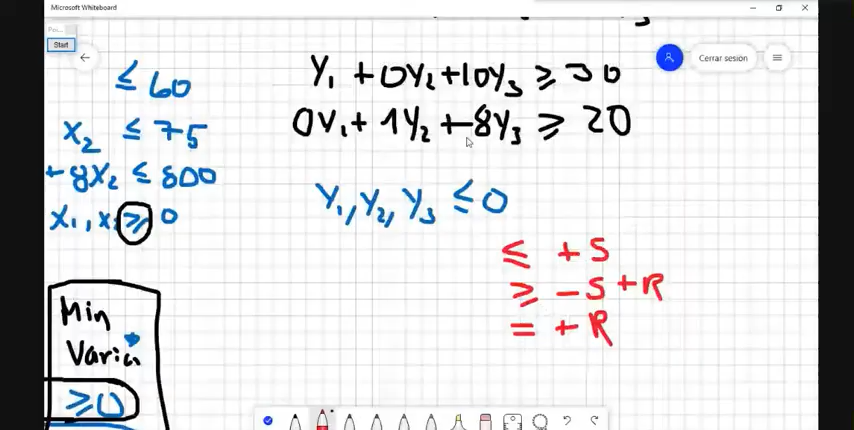 Microsoft Whiteboard
Start
Cerrar sesión
≤ 60
x₂ ≤ 75
+8x₂ ≤ 800
x₁, x₂ ≥ 0
Y₁ + 0Y₂ + 10Y₃ ≥ 30
0Y₁ + 1Y₂ + 8Y₃ ≥ 20
Y₁, Y₂, Y₃ ≤ 0
≤ + S
≥ - S + R
= + R
Min
≥0